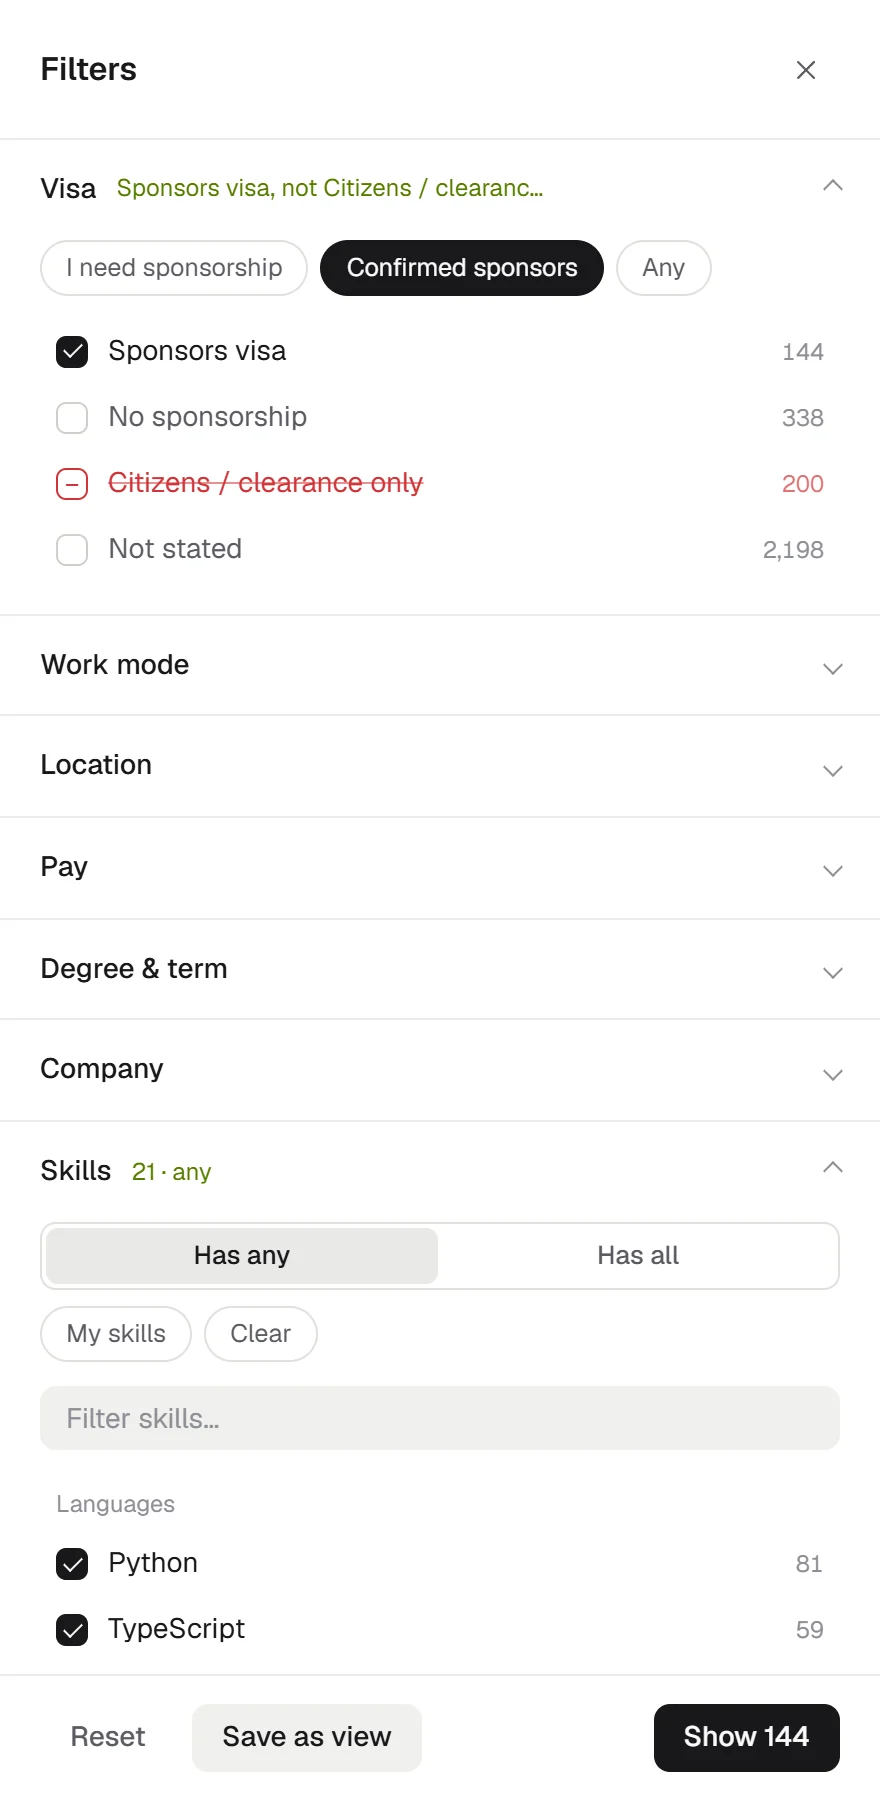 Filters
Visa Sponsors visa, not Citizens / clearanc...
I need sponsorship Confirmed sponsors Any
Sponsors visa 144
No sponsorship 338
Citizens / clearance only 200
Not stated 2,198
Work mode
Location
Pay
Degree & term
Company
Skills 21 · any
Has any Has all
My skills Clear
Filter skills...
Languages
Python 81
TypeScript 59
Reset Save as view Show 144